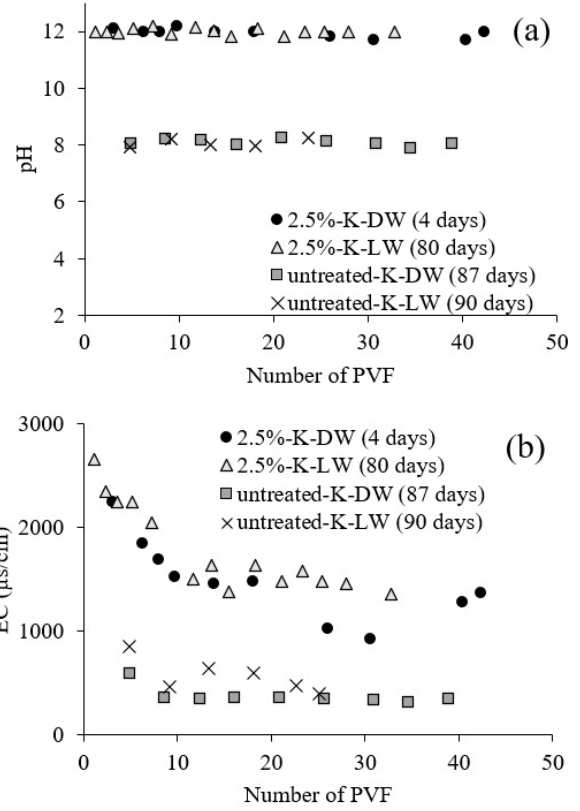 12
(a)
10
8
pH
6
2.5%-K-DW (4 days)
2.5%-K-LW (80 days)
4
untreated-K-DW (87 days)
untreated-K-LW (90 days)
2
0 10 20 30 40 50
Number of PVF
3000
2.5%-K-DW (4 days)
(b)
2.5%-K-LW (80 days)
untreated-K-DW (87 days)
untreated-K-LW (90 days)
2000
EC (μs/cm)
1000
0
0 10 20 30 40 50
Number of PVF